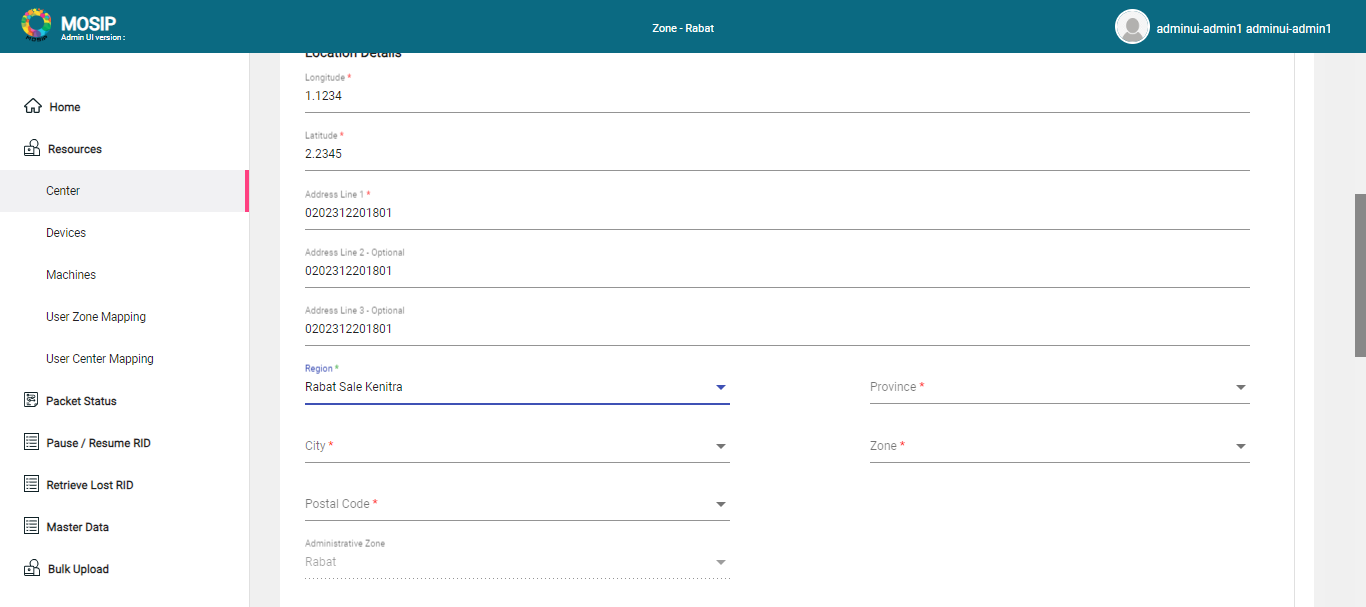 MOSIP
Admin UI version :
Zone - Rabat
adminui-admin1 adminui-admin1
Home
Resources
Center
Devices
Machines
User Zone Mapping
User Center Mapping
Packet Status
Pause / Resume RID
Retrieve Lost RID
Master Data
Bulk Upload
Location Details
Longitude *
1.1234
Latitude *
2.2345
Address Line 1 *
0202312201801
Address Line 2 - Optional
0202312201801
Address Line 3 - Optional
0202312201801
Region *
Rabat Sale Kenitra
Province *
City *
Zone *
Postal Code *
Administrative Zone
Rabat